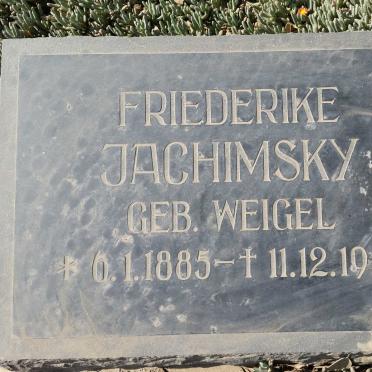 FRIEDERIKE
JACHIMSKY
GEB. WEIGEL
* 6.1.1885 – † 11.12.19